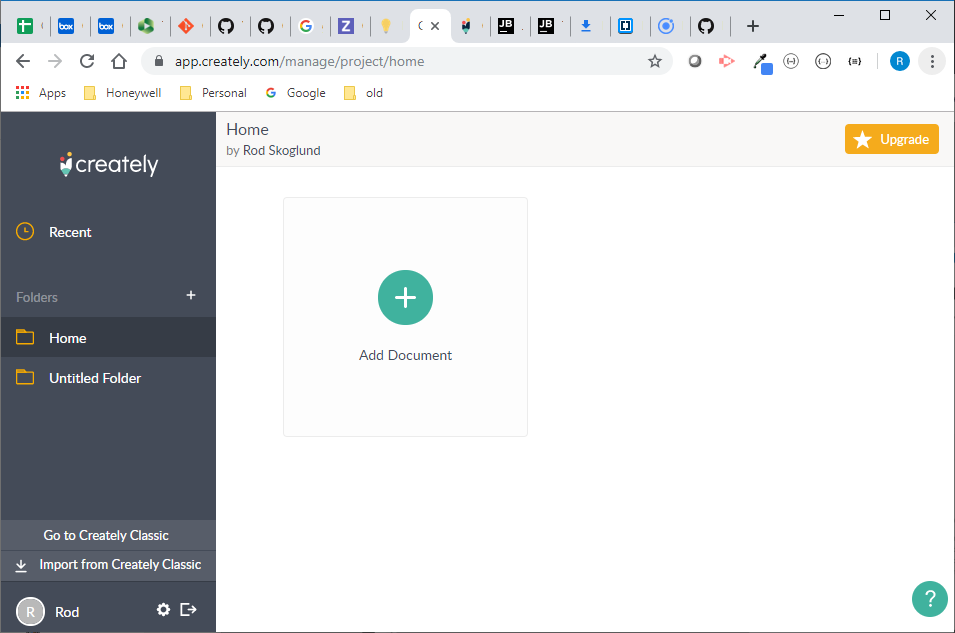 box
box
G
Z
JB
JB
app.creately.com/manage/project/home
R
Apps
Honeywell
Personal
G
Google
old
creately
Home
by Rod Skoglund
Upgrade
Recent
Folders
Home
Untitled Folder
Add Document
Go to Creately Classic
Import from Creately Classic
R
Rod
?